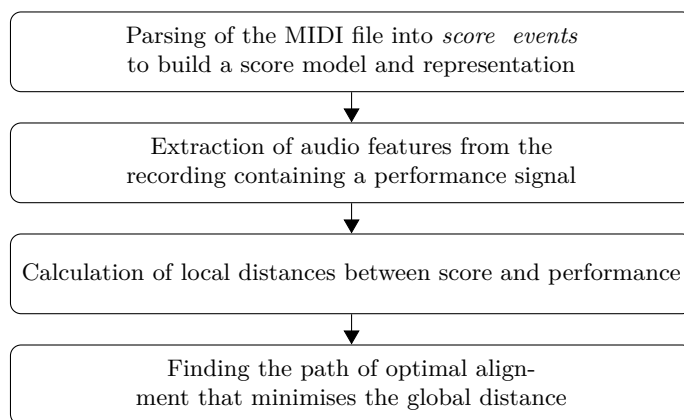 Parsing of the MIDI file into score events
to build a score model and representation
Extraction of audio features from the
recording containing a performance signal
Calculation of local distances between score and performance
Finding the path of optimal align-
ment that minimises the global distance